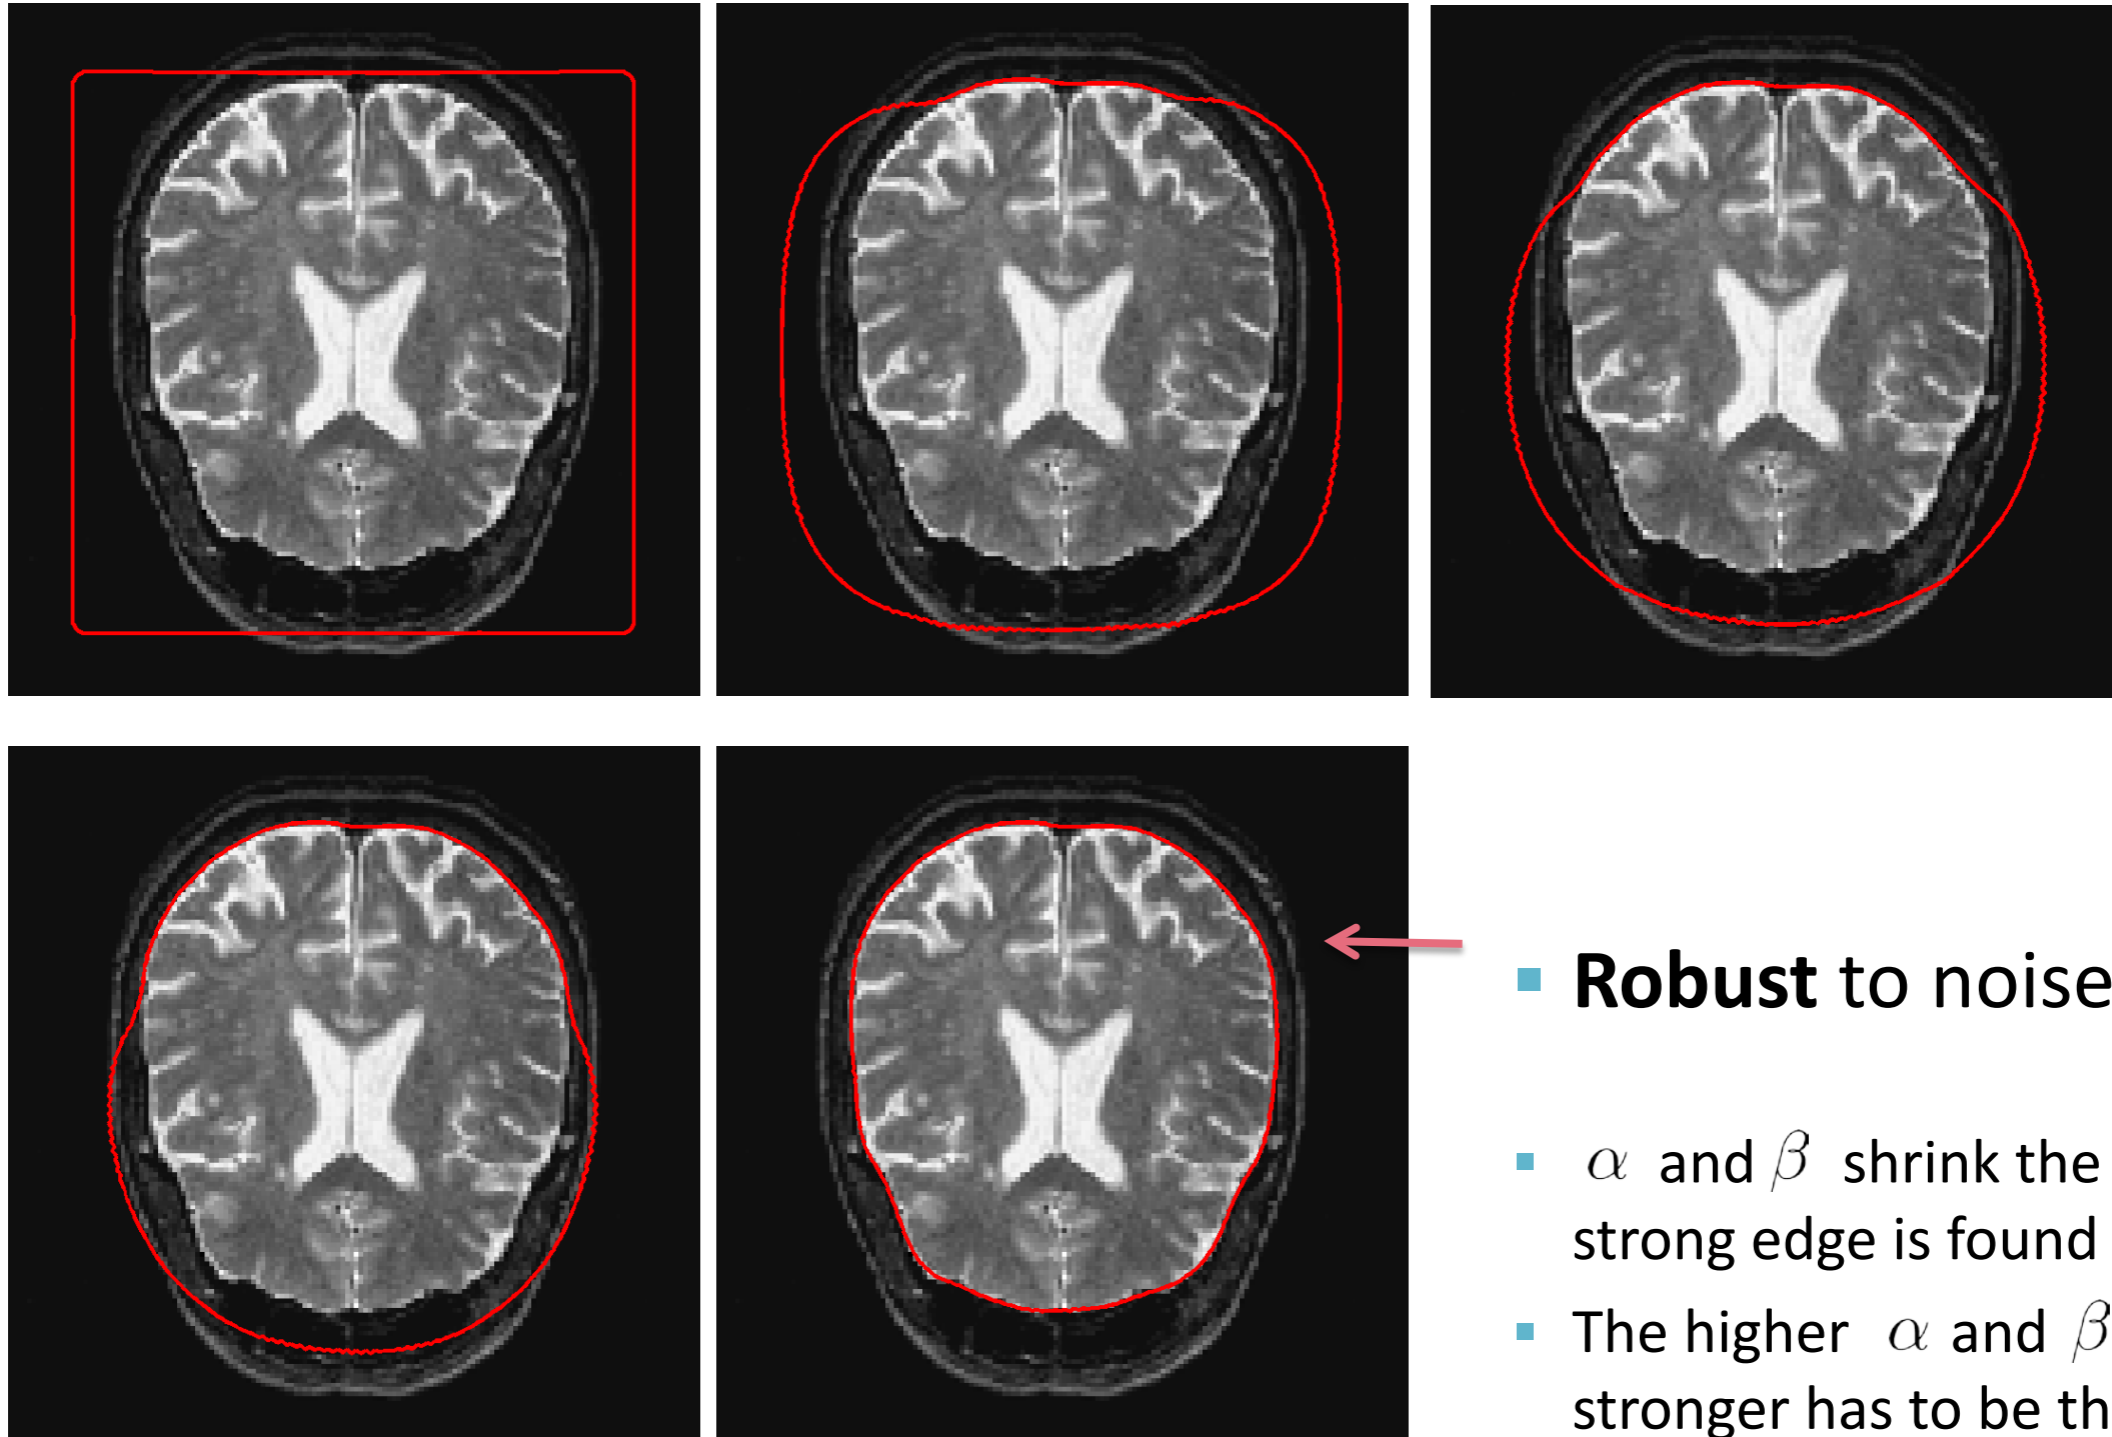 ▪ Robust to noise
▪ α and β shrink the
strong edge is found
▪ The higher α and β
stronger has to be th